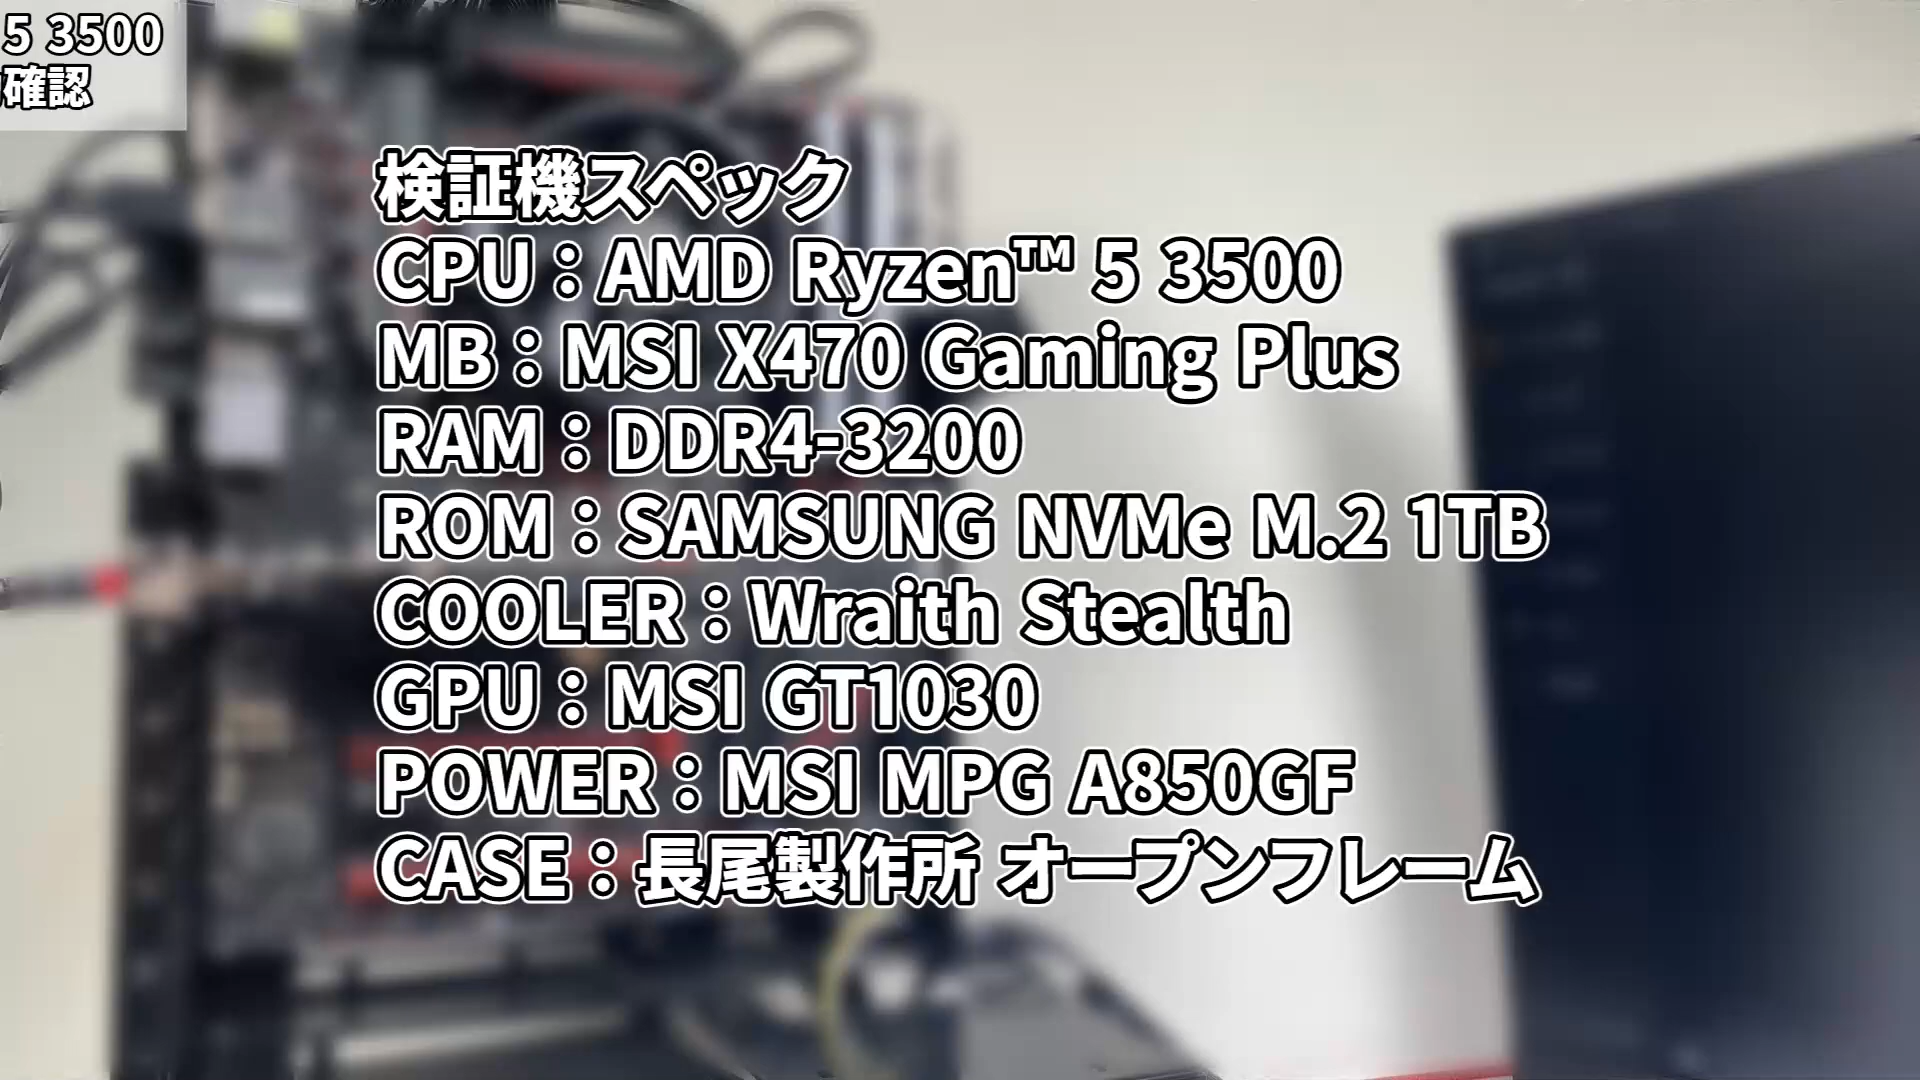 5 3500
確認
検証機スペック
CPU：AMD Ryzen™ 5 3500
MB：MSI X470 Gaming Plus
RAM：DDR4-3200
ROM：SAMSUNG NVMe M.2 1TB
COOLER：Wraith Stealth
GPU：MSI GT1030
POWER：MSI MPG A850GF
CASE：長尾製作所 オープンフレーム